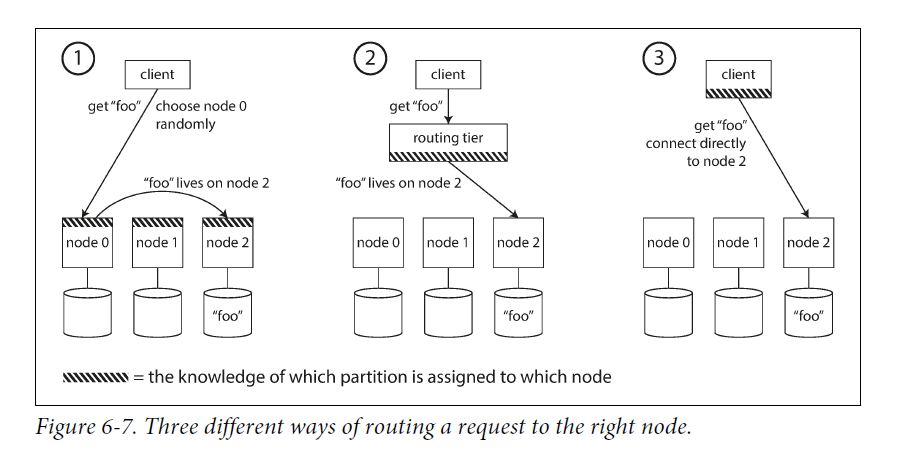 1
client
get “foo”
choose node 0
randomly
“foo” lives on node 2
node 0
node 1
node 2
“foo”
2
client
get “foo”
routing tier
“foo” lives on node 2
node 0
node 1
node 2
“foo”
3
client
get “foo”
connect directly
to node 2
node 0
node 1
node 2
“foo”
= the knowledge of which partition is assigned to which node
Figure 6-7. Three different ways of routing a request to the right node.